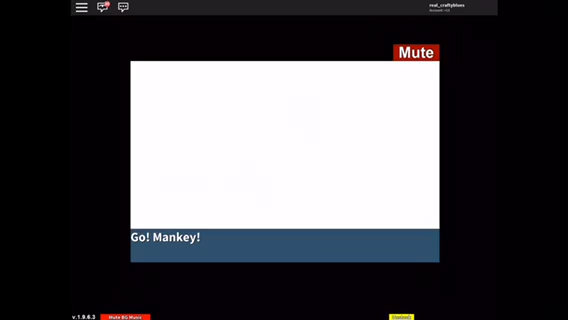 real_craftyblues
Mute
Go! Mankey!
v.1.9.6.3
Mute BG Music